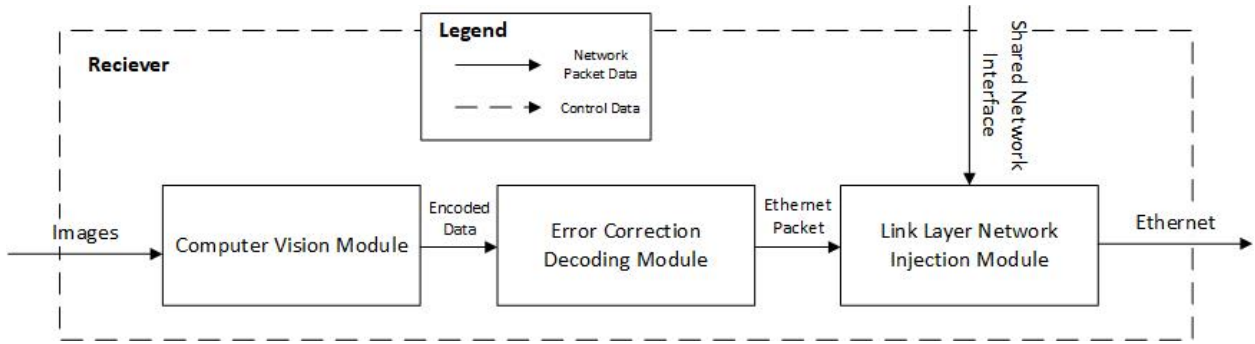 Legend
Network
Packet Data
Control Data
Reciever
Shared Network
Interface
Images
Computer Vision Module
Encoded
Data
Error Correction
Decoding Module
Ethernet
Packet
Link Layer Network
Injection Module
Ethernet